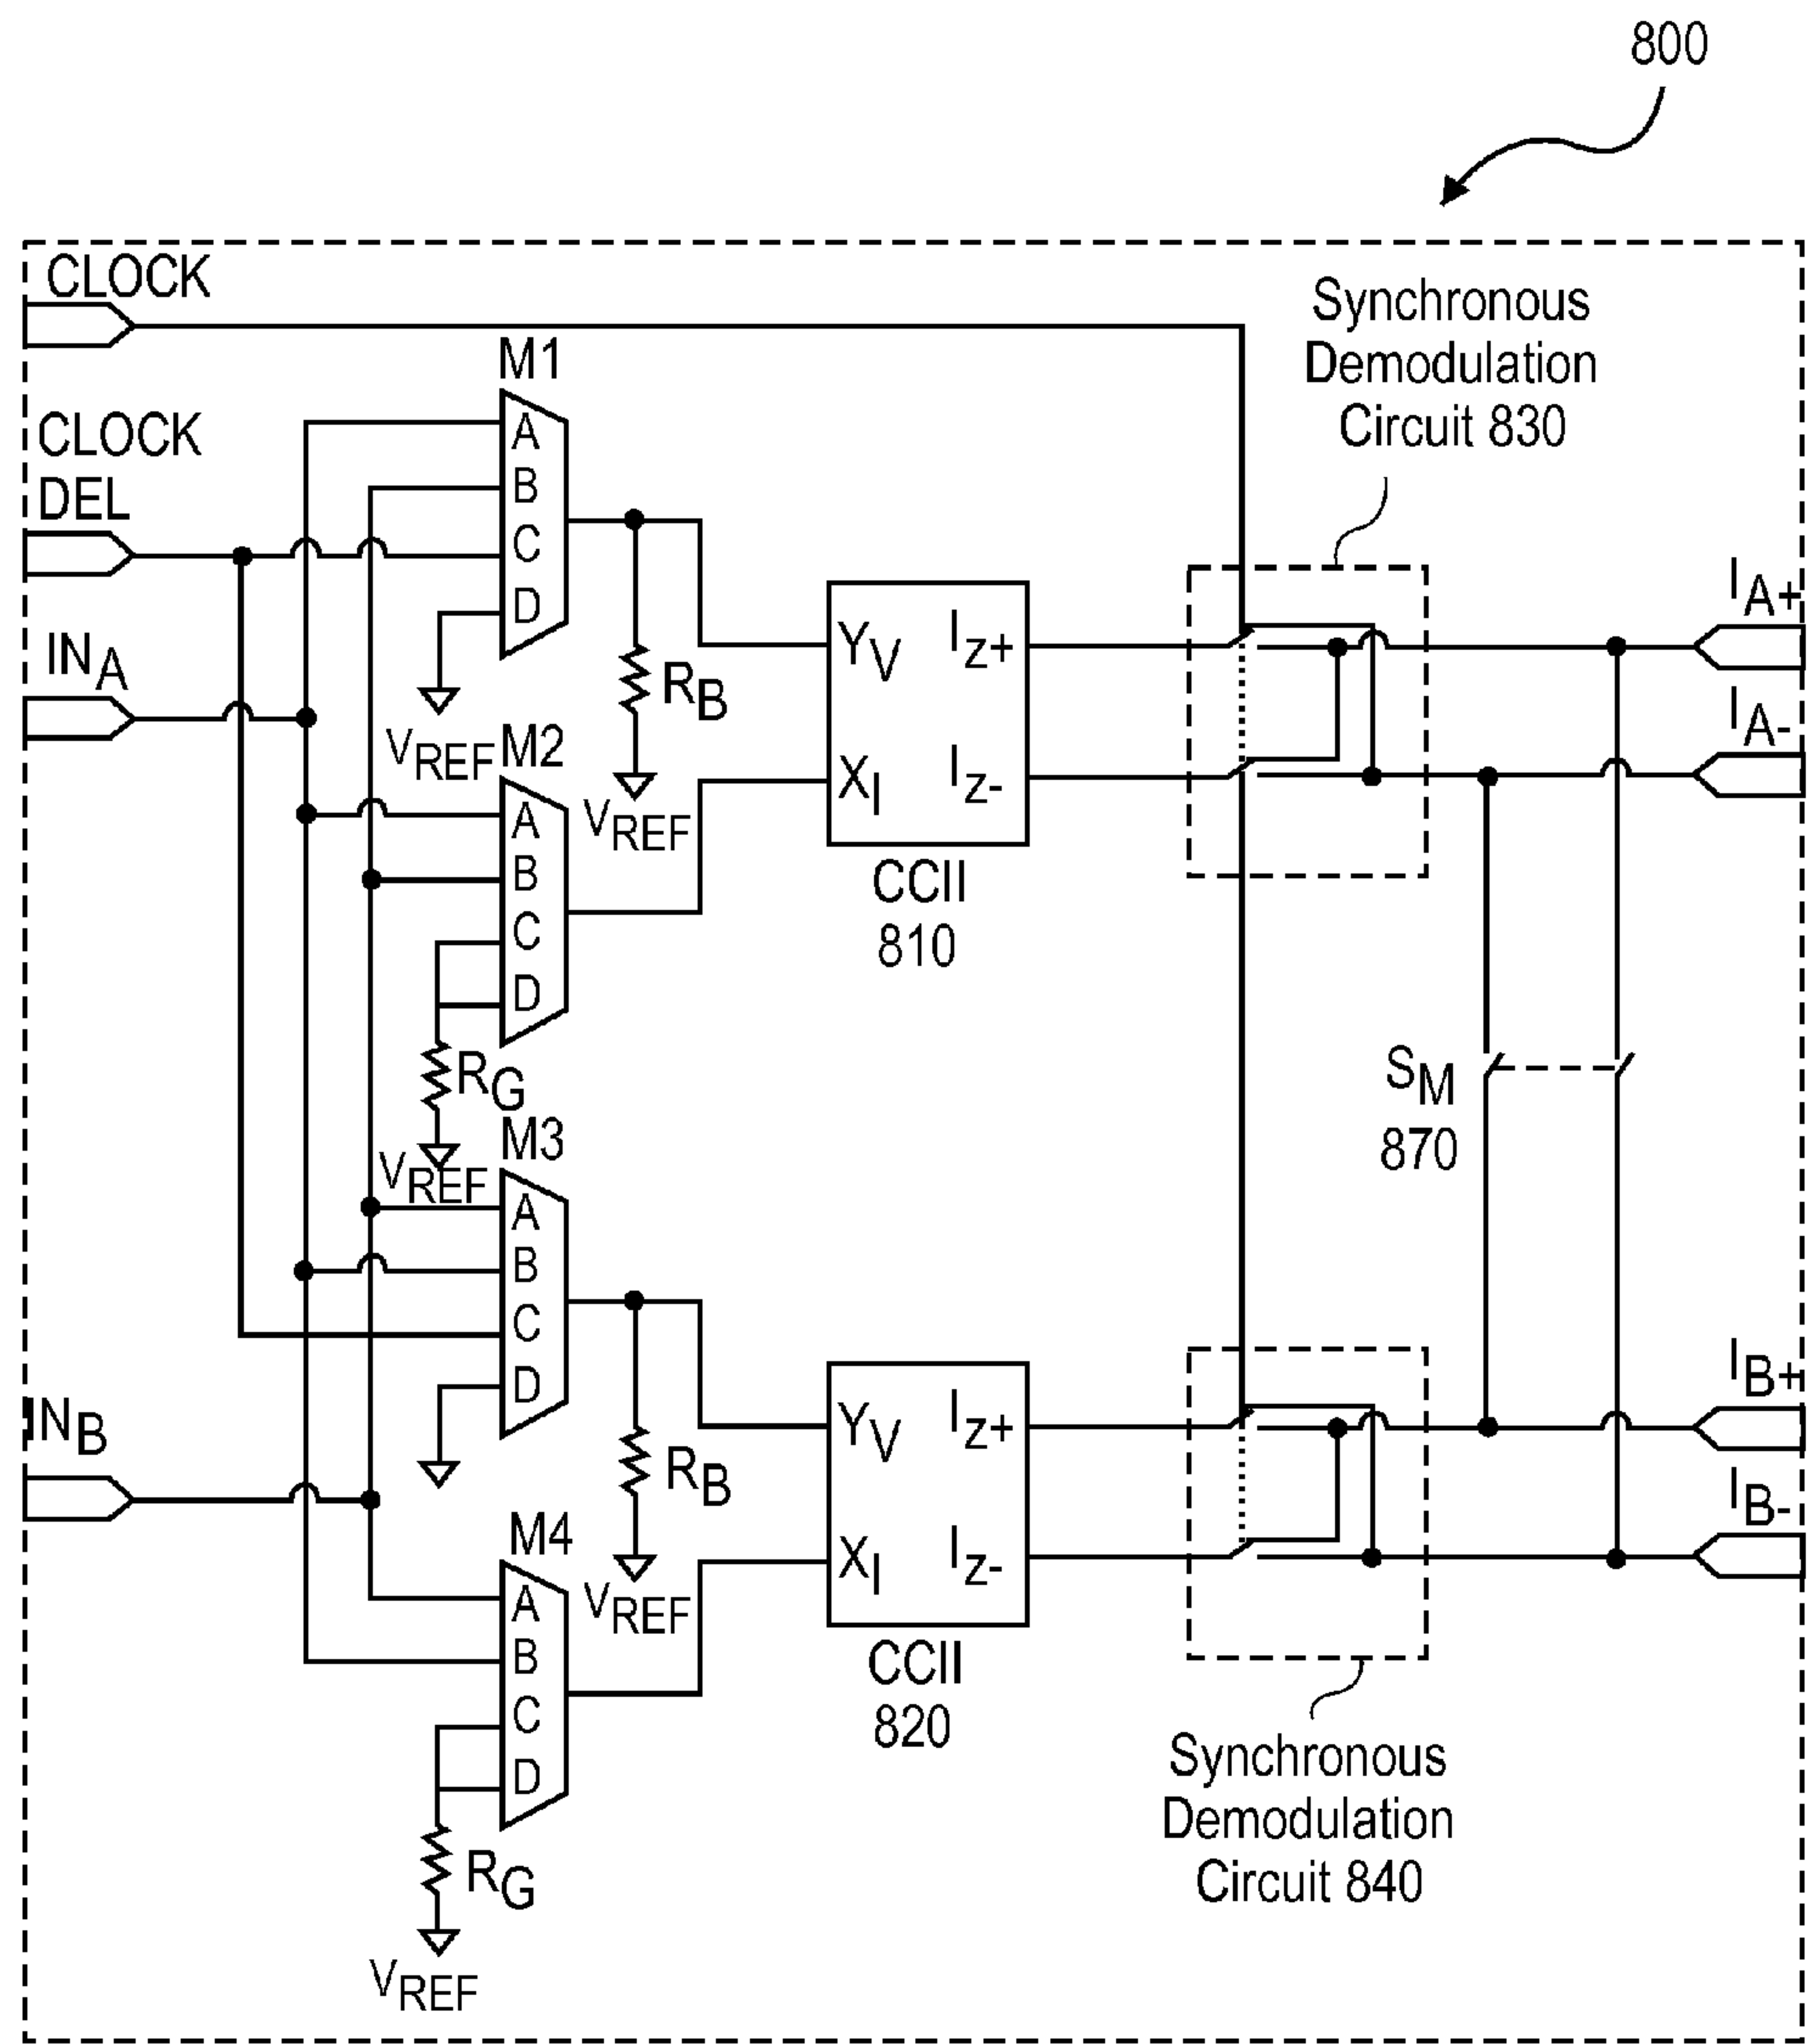 800
CLOCK
Synchronous
Demodulation
Circuit 830
M1
CLOCK
DEL
A
B
C
D
IN A
RB
VREF
VREF
YV
IZ+
XI
IZ-
CCII
810
IA+
IA-
M2
A
B
C
D
RG
VREF
SM
870
M3
A
B
C
D
RB
VREF
YV
IZ+
XI
IZ-
CCII
820
IB+
IB-
INB
M4
A
B
C
D
RG
VREF
Synchronous
Demodulation
Circuit 840